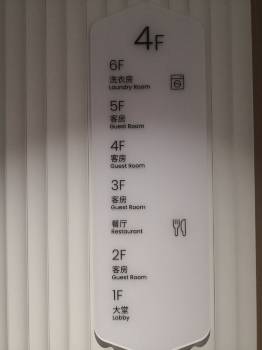 4F
6F
洗衣房
Laundry Room
5F
客房
Guest Room
4F
客房
Guest Room
3F
客房
Guest Room
餐厅
Restaurant
2F
客房
Guest Room
1F
大堂
Lobby